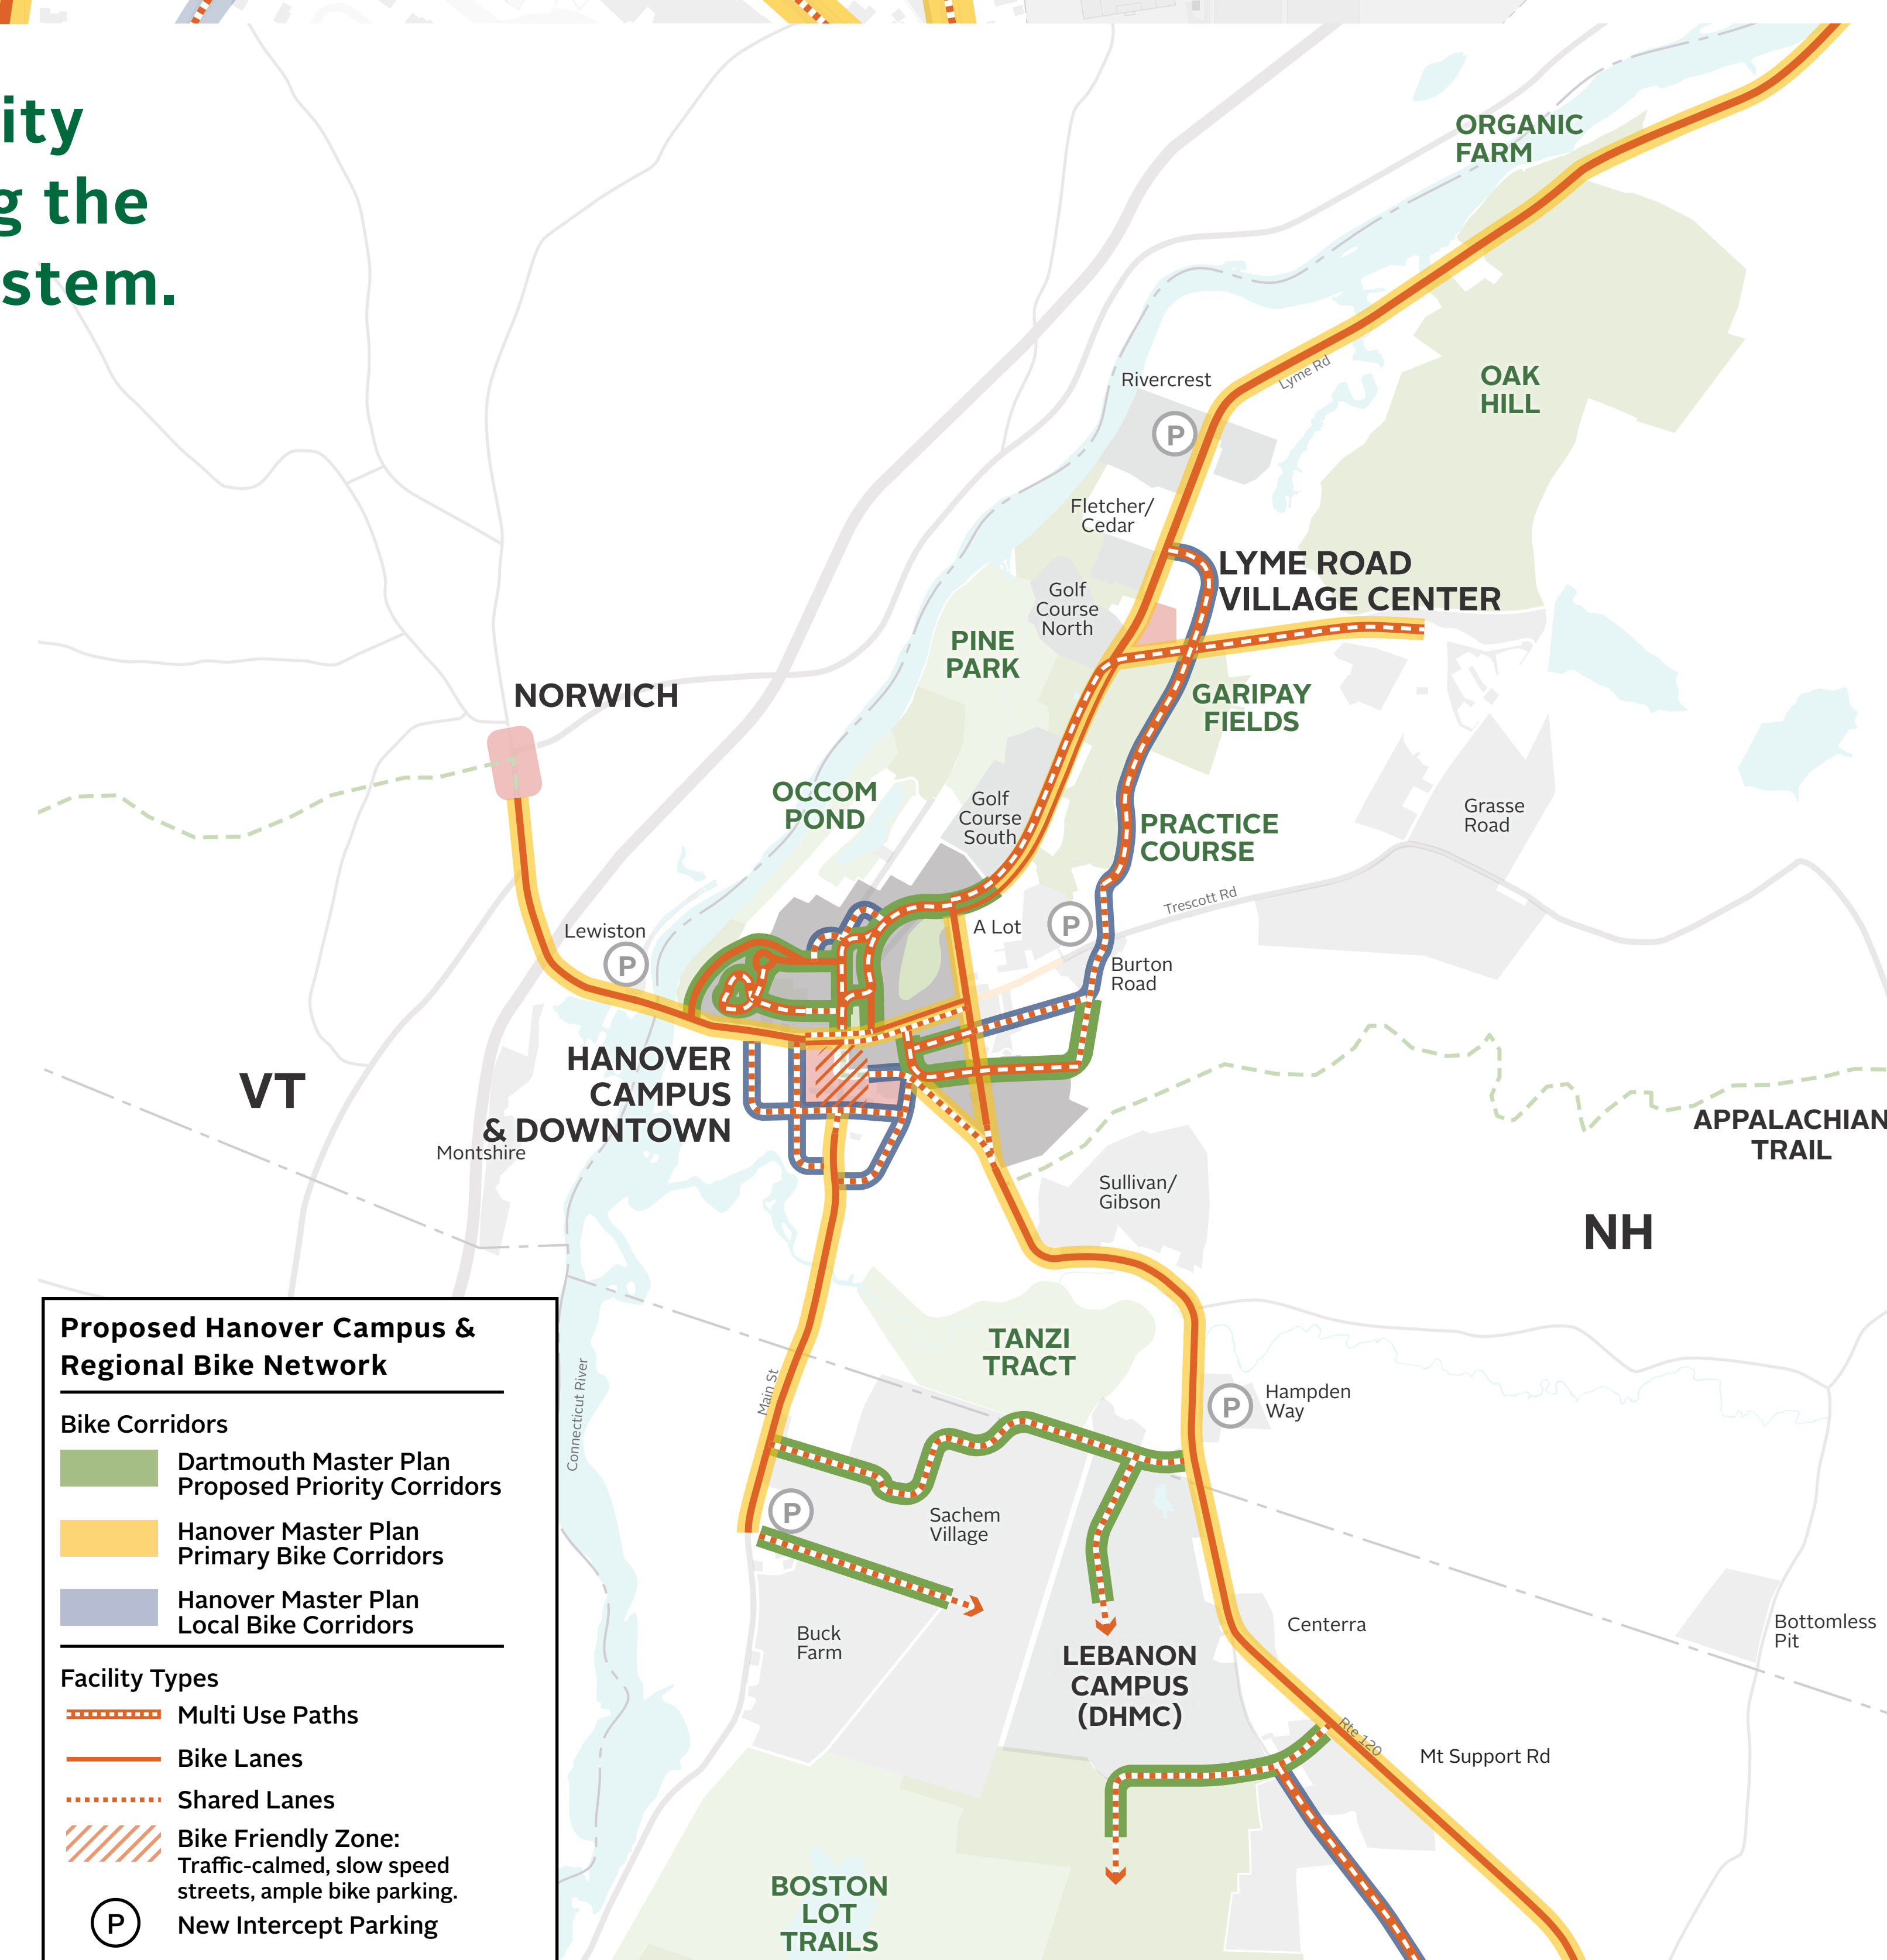 ity
g the
stem.
ORGANIC
FARM
Rivercrest
Lyme Rd
OAK
HILL
P
Fletcher/
Cedar
LYME ROAD
VILLAGE CENTER
Golf
Course
North
PINE
PARK
NORWICH
GARIPAY
FIELDS
OCCOM
POND
Golf
Course
South
PRACTICE
COURSE
Grasse
Road
Trescott Rd
Lewiston
P
A Lot
P
Burton
Road
HANOVER
CAMPUS
& DOWNTOWN
VT
Montshire
APPALACHIAN
TRAIL
Sullivan/
Gibson
NH
TANZI
TRACT
Main St
Connecticut River
P
Hampden
Way
P
Sachem
Village
Buck
Farm
Centerra
Bottomless
Pit
LEBANON
CAMPUS
(DHMC)
Rte 120
Mt Support Rd
BOSTON
LOT
TRAILS
Proposed Hanover Campus &
Regional Bike Network
Bike Corridors
Dartmouth Master Plan
Proposed Priority Corridors
Hanover Master Plan
Primary Bike Corridors
Hanover Master Plan
Local Bike Corridors
Facility Types
Multi Use Paths
Bike Lanes
Shared Lanes
Bike Friendly Zone:
Traffic-calmed, slow speed
streets, ample bike parking.
P New Intercept Parking